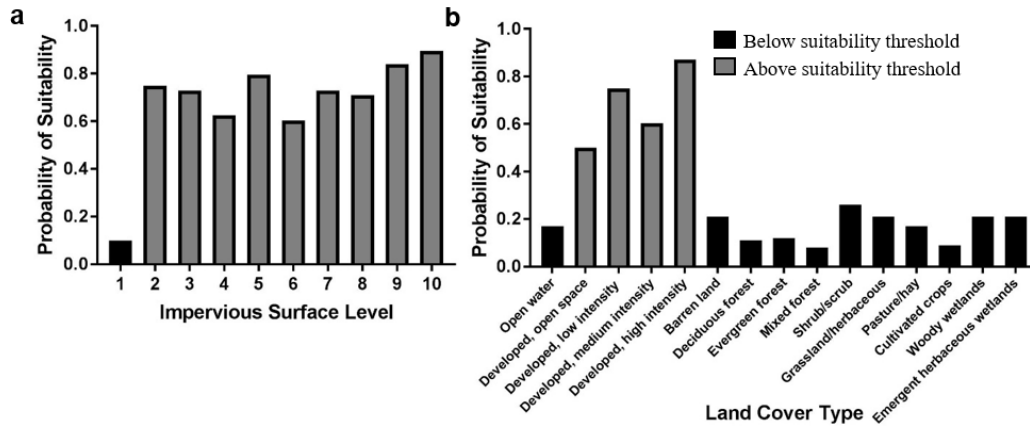 a
Probability of Suitability
1.0
0.8
0.6
0.4
0.2
0.0
1 2 3 4 5 6 7 8 9 10
Impervious Surface Level
b
Probability of Suitability
1.0
0.8
0.6
0.4
0.2
0.0
Below suitability threshold
Above suitability threshold
Open water
Developed, open space
Developed, low intensity
Developed, medium intensity
Developed, high intensity
Barren land
Deciduous forest
Evergreen forest
Mixed forest
Shrub/scrub
Grassland/herbaceous
Pasture/hay
Cultivated crops
Woody wetlands
Emergent herbaceous wetlands
Land Cover Type